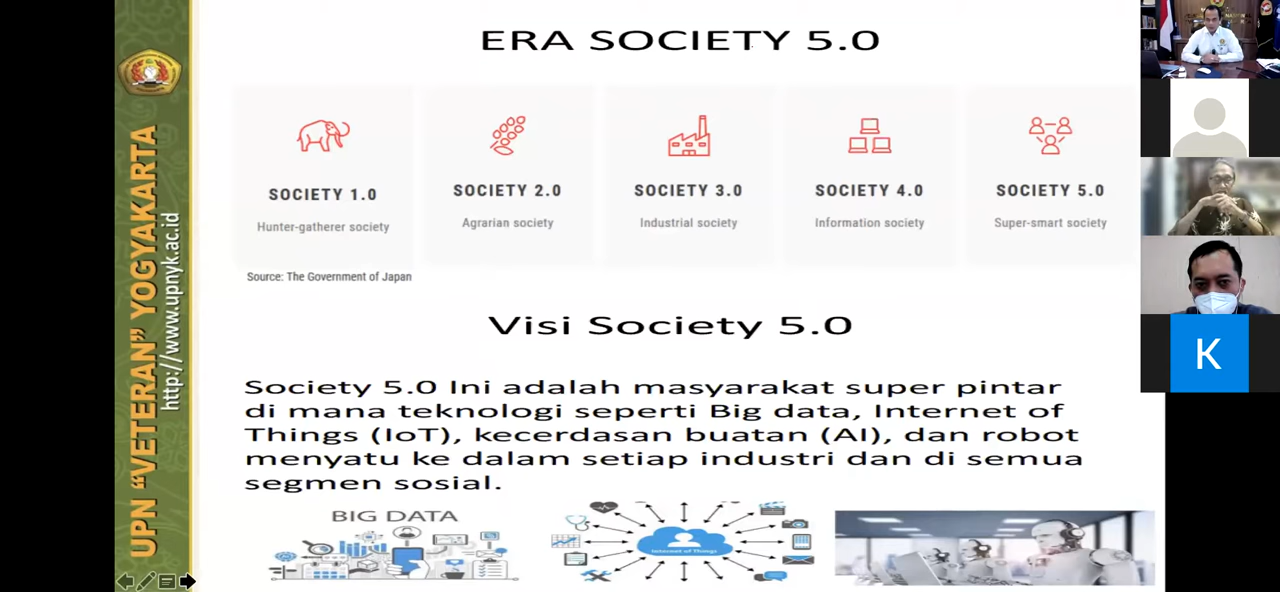 ERA SOCIETY 5.0
SOCIETY 1.0
Hunter-gatherer society
SOCIETY 2.0
Agrarian society
SOCIETY 3.0
Industrial society
SOCIETY 4.0
Information society
SOCIETY 5.0
Super-smart society
Source: The Government of Japan
Visi Society 5.0
Society 5.0 Ini adalah masyarakat super pintar
di mana teknologi seperti Big data, Internet of
Things (IoT), kecerdasan buatan (AI), dan robot
menyatu ke dalam setiap industri dan di semua
segmen sosial.
BIG DATA
Internet of Things
UPN "VETERAN" YOGYAKARTA
http://www.upnyk.ac.id
K